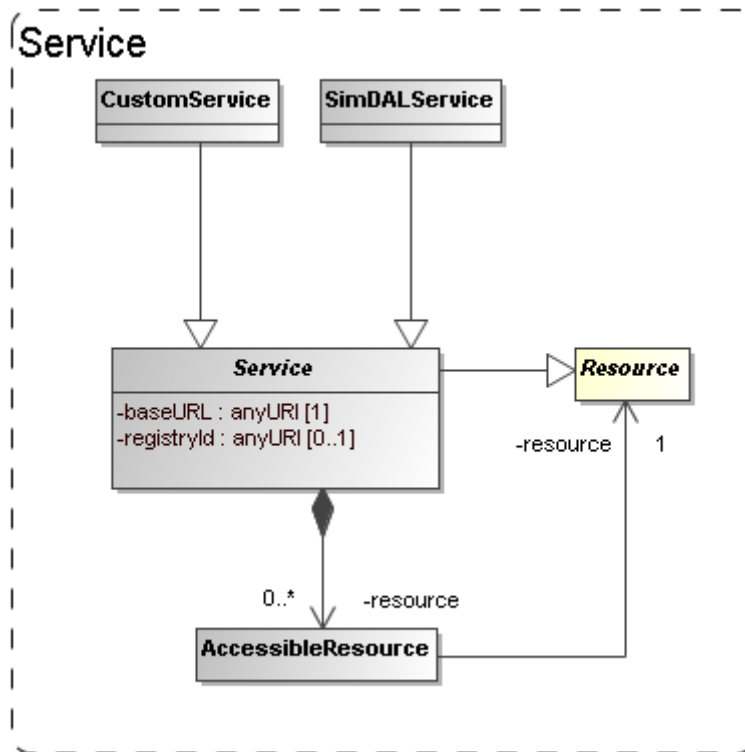 Service
CustomService
SimDALService
Service
-baseURL : anyURI [1]
-registryId : anyURI [0..1]
Resource
-resource
1
0..*
-resource
AccessibleResource